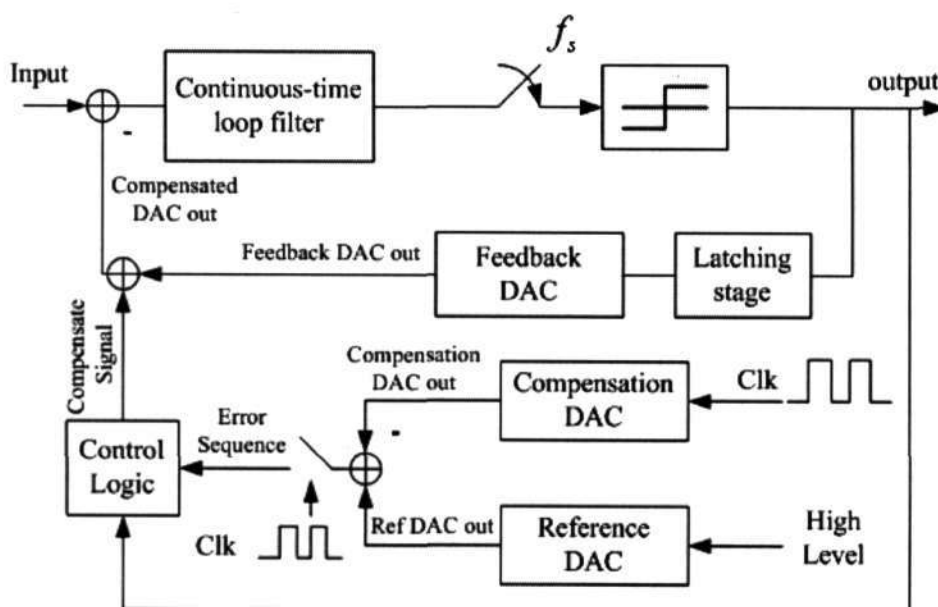 f_s
Input
Continuous-time
loop filter
output
-
Compensated
DAC out
Feedback DAC out
Feedback
DAC
Latching
stage
Compensate
Signal
Compensation
DAC out
Compensation
DAC
Clk
-
Error
Sequence
Control
Logic
Clk
Ref DAC out
Reference
DAC
High
Level